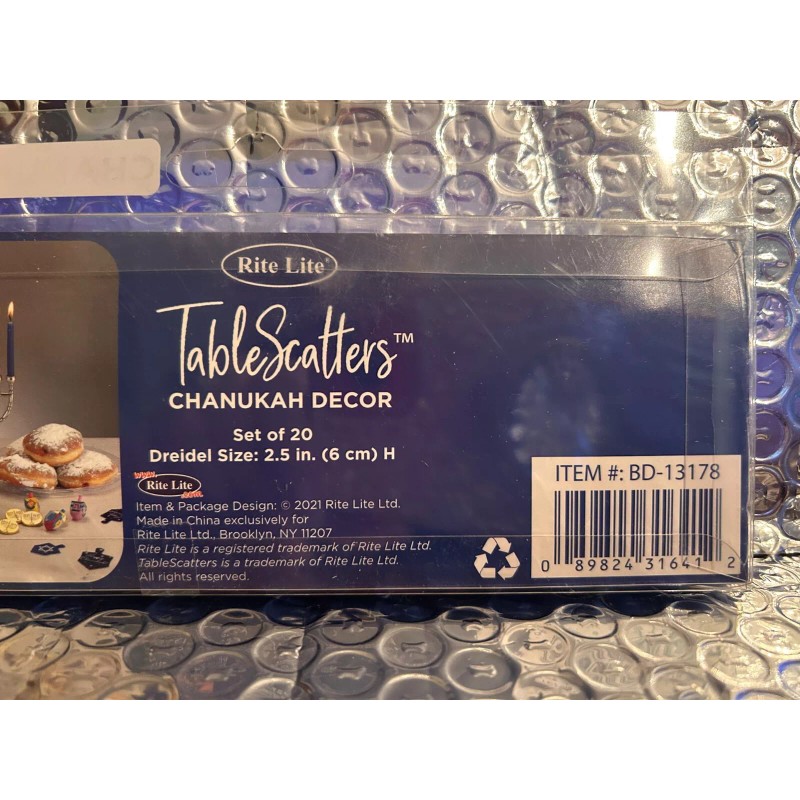 Rite Lite®
TableScatters™
CHANUKAH DECOR
Set of 20
Dreidel Size: 2.5 in. (6 cm) H
www.
Rite Lite
.com
Item & Package Design: © 2021 Rite Lite Ltd.
Made in China exclusively for
Rite Lite Ltd., Brooklyn, NY 11207
Rite Lite is a registered trademark of Rite Lite Ltd.
TableScatters is a trademark of Rite Lite Ltd.
All rights reserved.
ITEM #: BD-13178
0 89824 31641 2